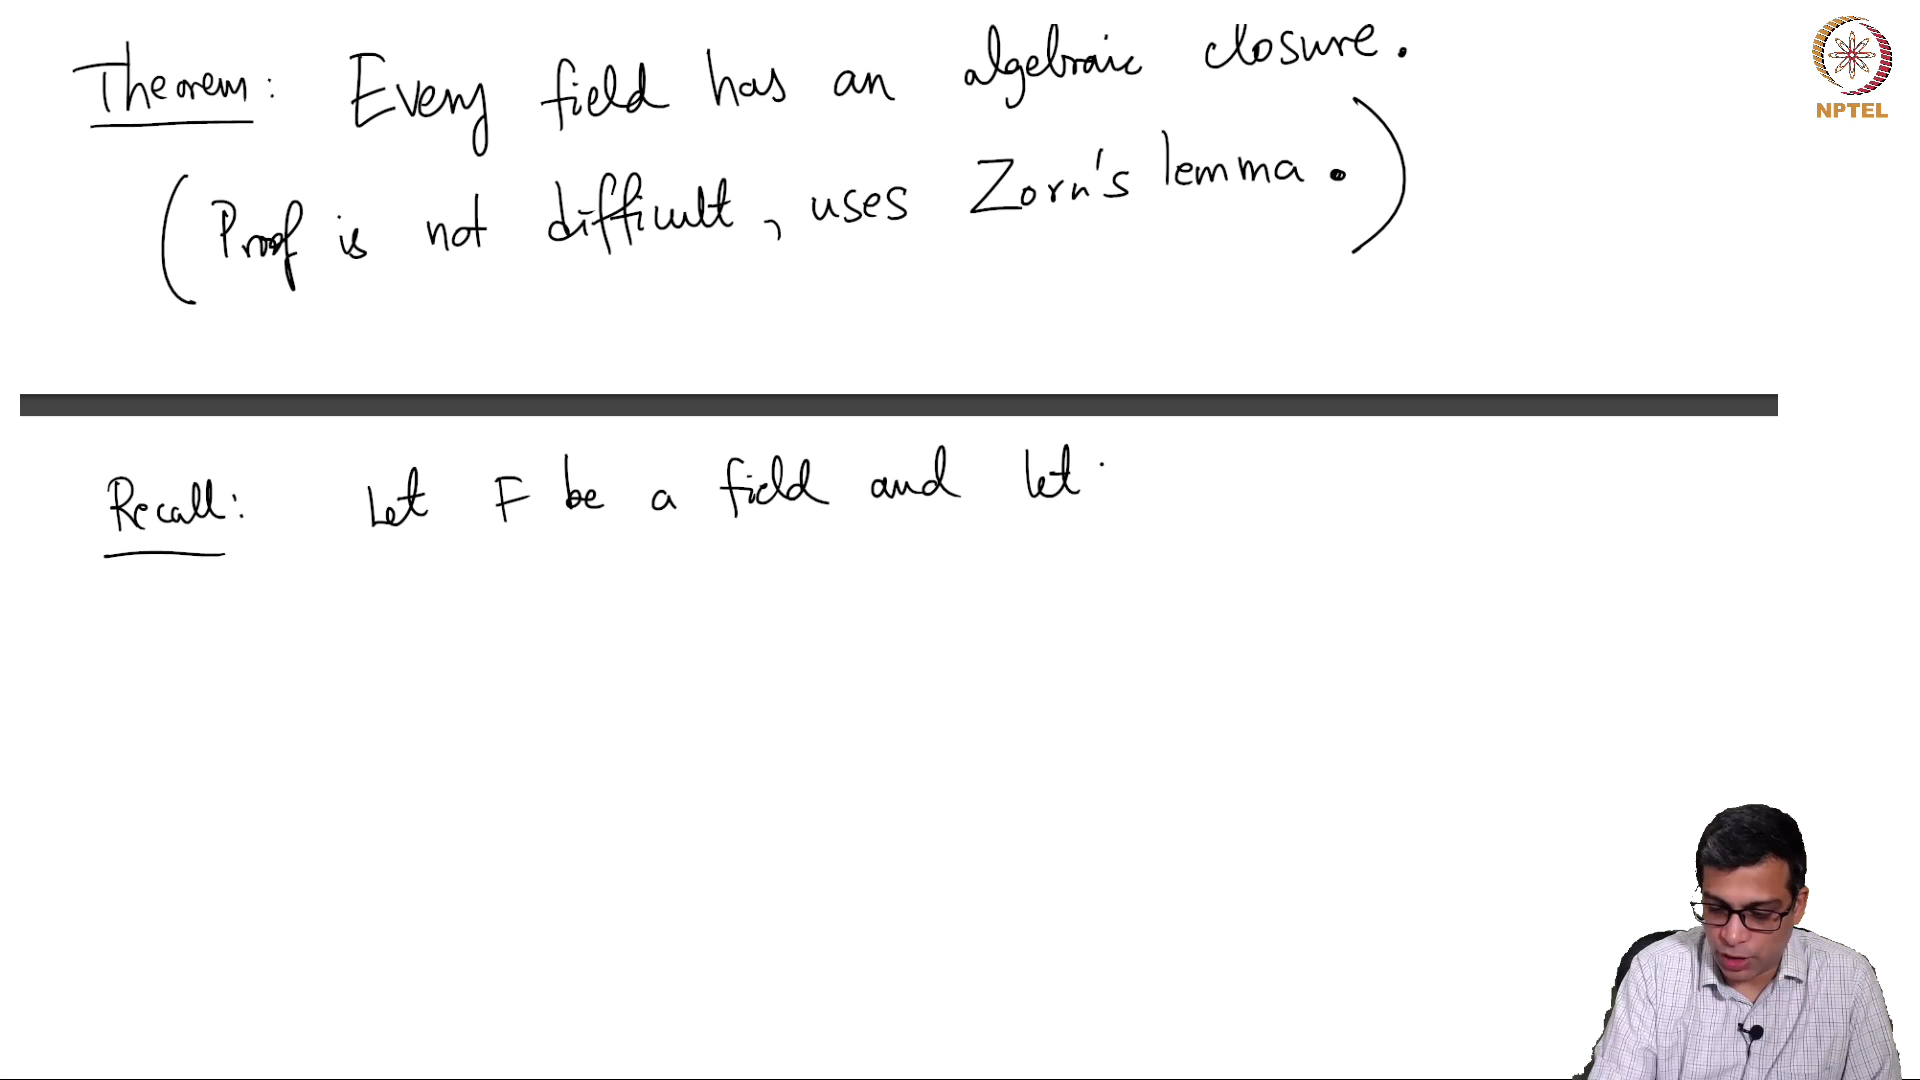 Theorem: Every field has an algebraic closure.
(Proof is not difficult, uses Zorn's lemma.)
NPTEL
Recall: Let F be a field and let